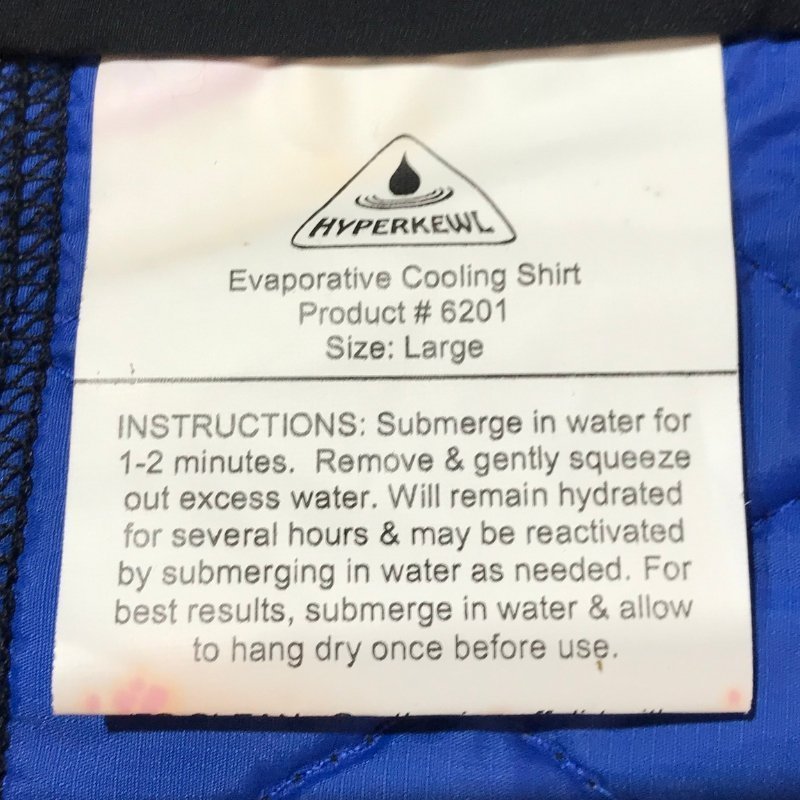 HYPERKEWL
Evaporative Cooling Shirt
Product # 6201
Size: Large
INSTRUCTIONS: Submerge in water for
1-2 minutes. Remove & gently squeeze
out excess water. Will remain hydrated
for several hours & may be reactivated
by submerging in water as needed. For
best results, submerge in water & allow
to hang dry once before use.